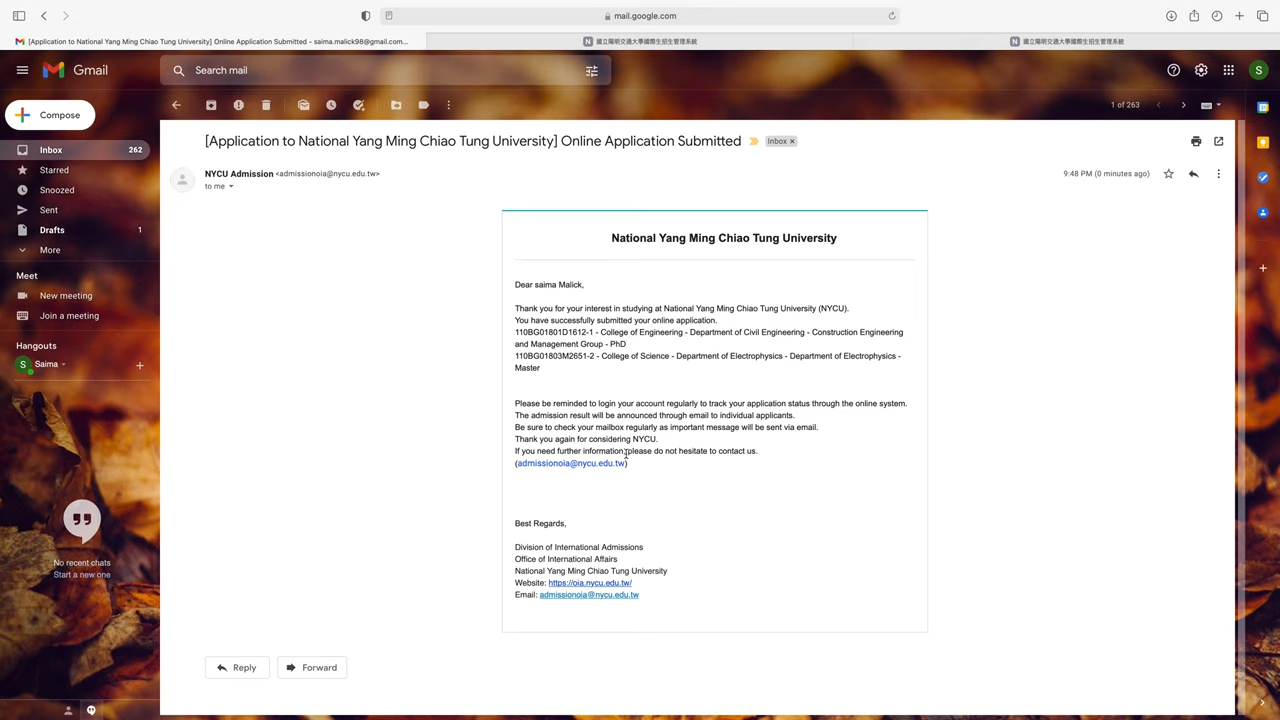 mail.google.com
[Application to National Yang Ming Chiao Tung University] Online Application Submitted – saima.malick98@gmail.com...
國立陽明交通大學國際生招生管理系統
國立陽明交通大學國際生招生管理系統
Gmail
Search mail
S
Compose
1 of 263
Inbox 262
Starred
Snoozed
Sent
Drafts 1
More
Meet
New meeting
Join a meeting
Hangouts
S Saima
No recent chats
Start a new one
[Application to National Yang Ming Chiao Tung University] Online Application Submitted Inbox
NYCU Admission <admissionoia@nycu.edu.tw>
9:48 PM (0 minutes ago)
to me
National Yang Ming Chiao Tung University
Dear saima Malick,
Thank you for your interest in studying at National Yang Ming Chiao Tung University (NYCU).
You have successfully submitted your online application.
110BG01801D1612-1 - College of Engineering - Department of Civil Engineering - Construction Engineering
and Management Group - PhD
110BG01803M2651-2 - College of Science - Department of Electrophysics - Department of Electrophysics -
Master
Please be reminded to login your account regularly to track your application status through the online system.
The admission result will be announced through email to individual applicants.
Be sure to check your mailbox regularly as important message will be sent via email.
Thank you again for considering NYCU.
If you need further information,please do not hesitate to contact us.
(admissionoia@nycu.edu.tw)
Best Regards,
Division of International Admissions
Office of International Affairs
National Yang Ming Chiao Tung University
Website: https://oia.nycu.edu.tw/
Email: admissionoia@nycu.edu.tw
Reply
Forward